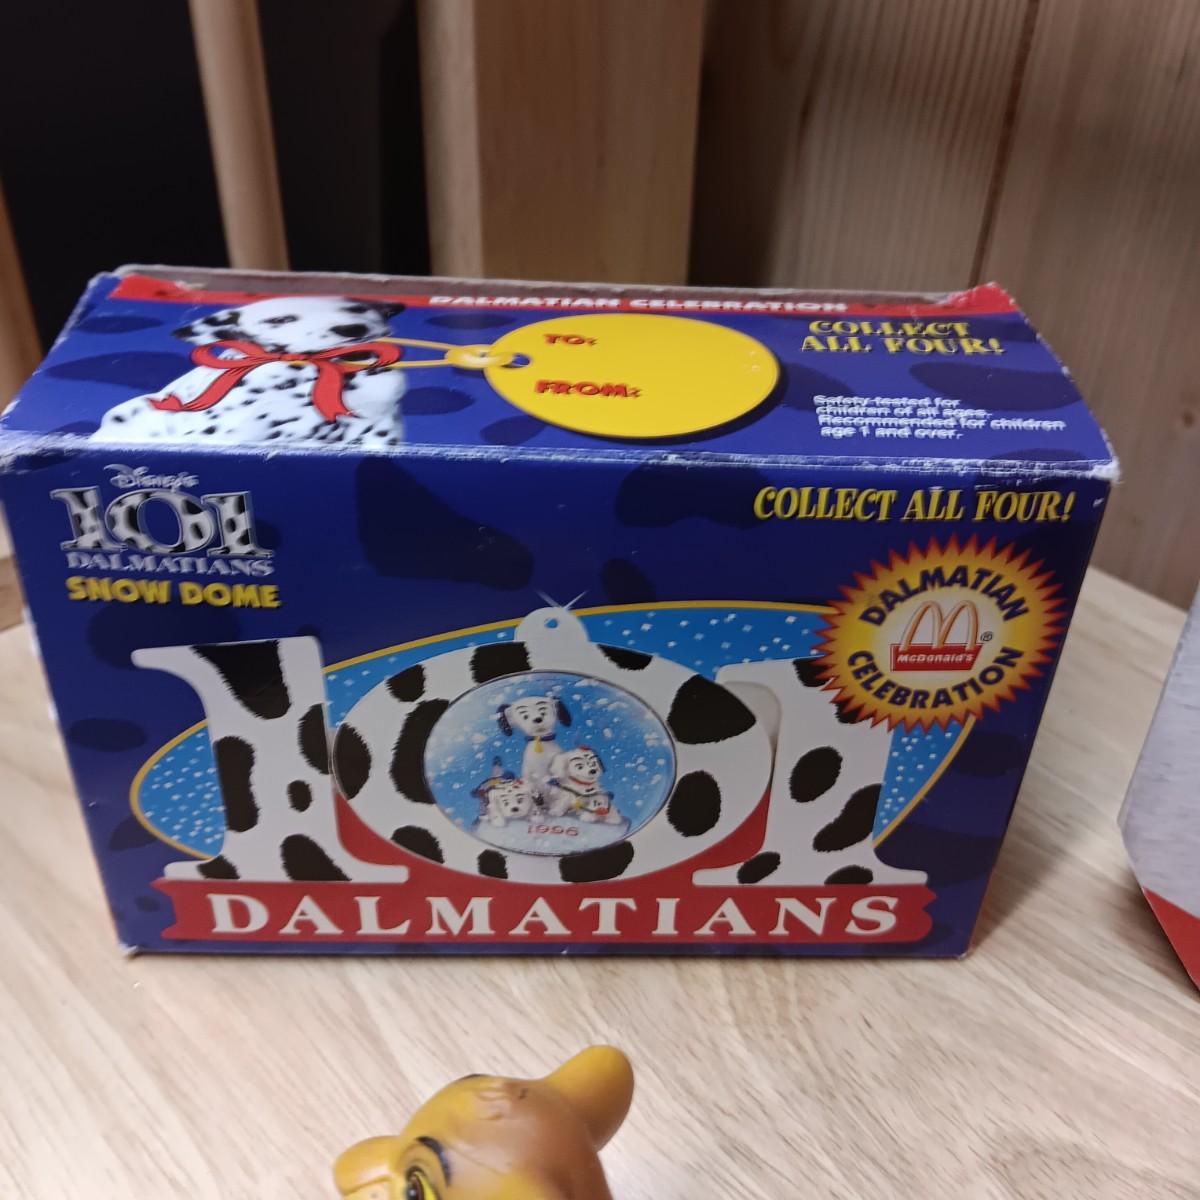 DALMATIAN CELEBRATION
TO:
FROM:
COLLECT
ALL FOUR!
Safety-tested for
children of all ages.
Recommended for children
age 1 and over.
DISNEY'S
101
DALMATIANS
SNOW DOME
COLLECT ALL FOUR!
DALMATIAN
McDonald's®
CELEBRATION
101
1996
DALMATIANS